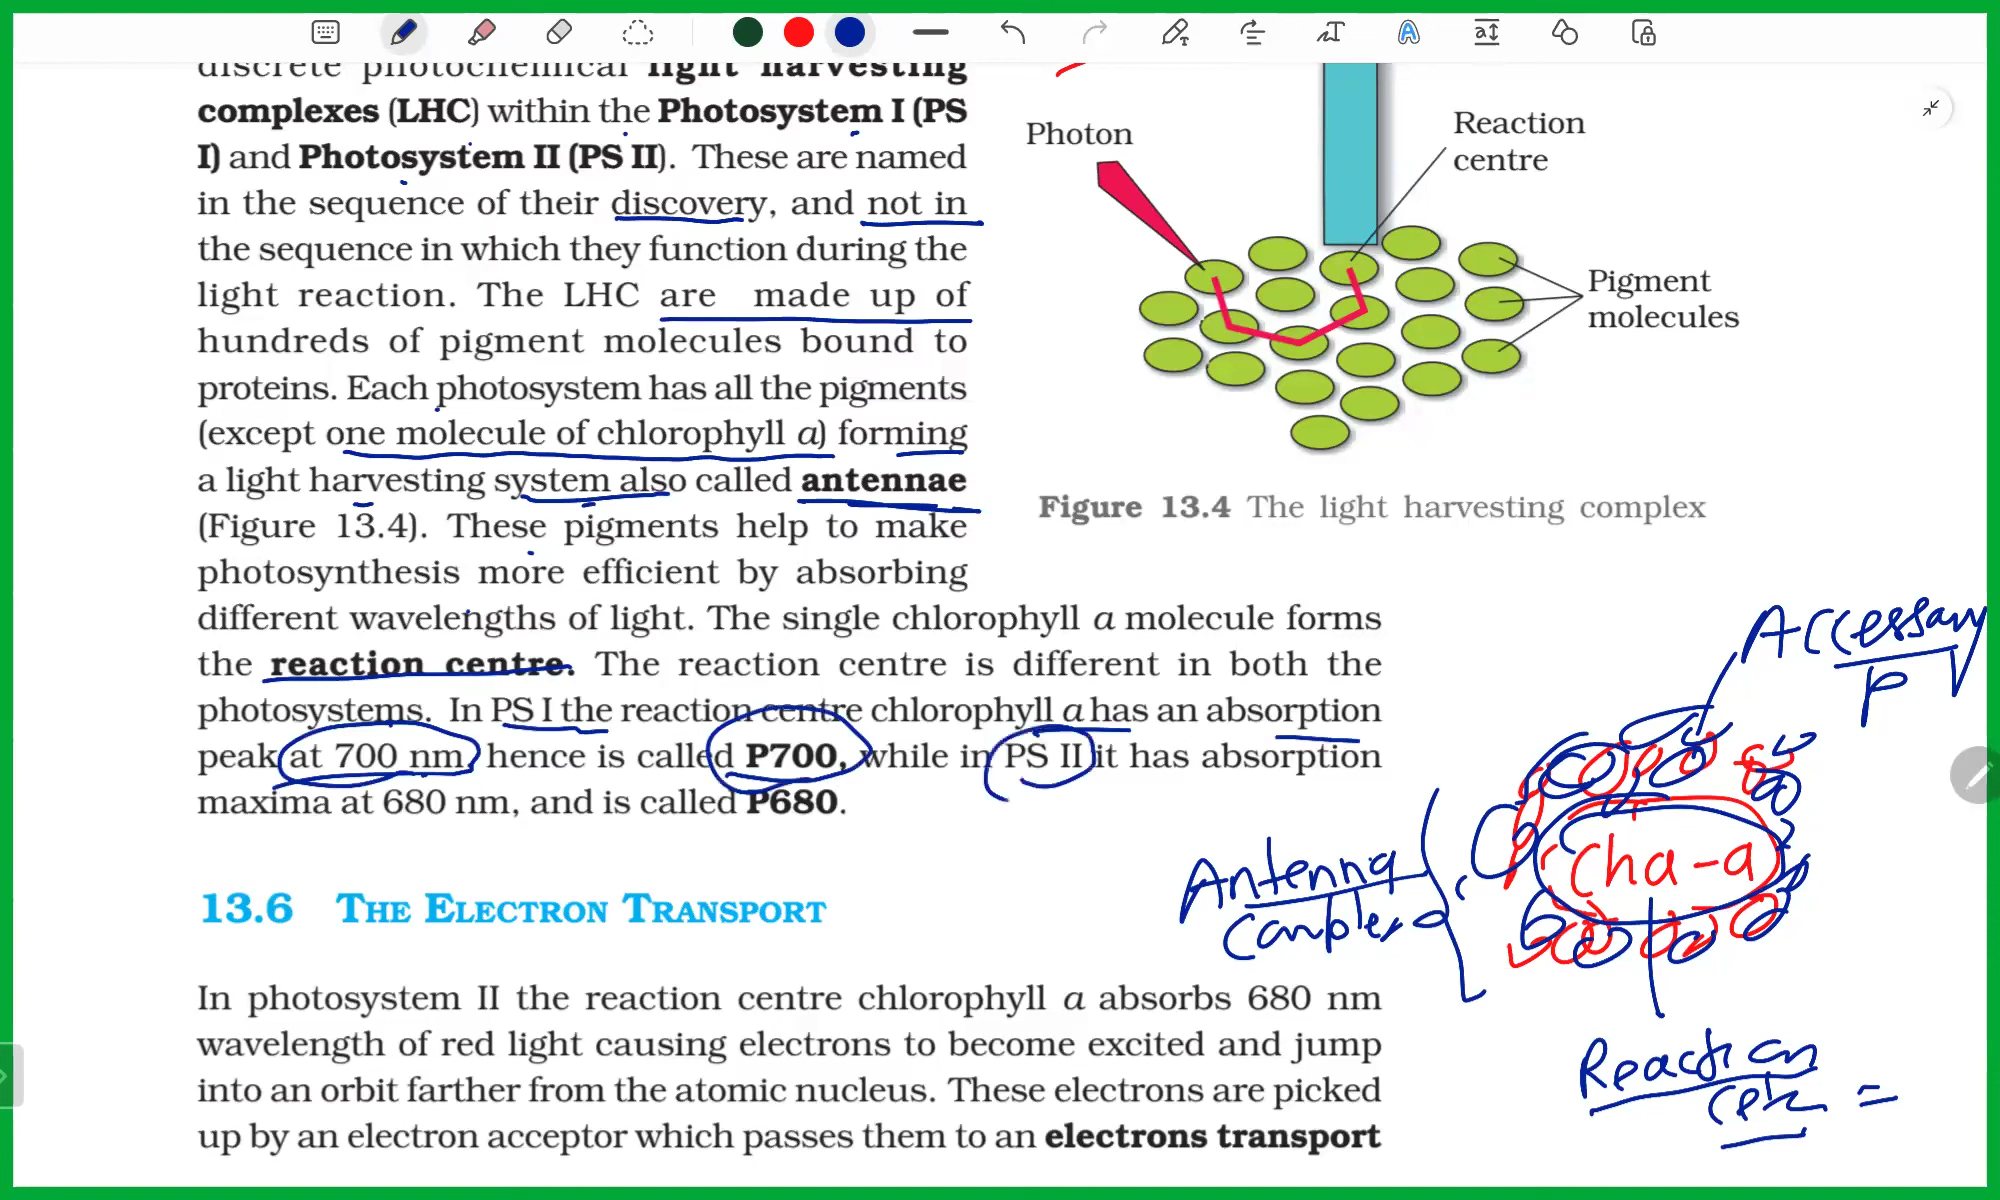 discrete photochemical light harvesting
complexes (LHC) within the Photosystem I (PS
I) and Photosystem II (PS II). These are named
in the sequence of their discovery, and not in
the sequence in which they function during the
light reaction. The LHC are made up of
hundreds of pigment molecules bound to
proteins. Each photosystem has all the pigments
(except one molecule of chlorophyll a) forming
a light harvesting system also called antennae
(Figure 13.4). These pigments help to make
photosynthesis more efficient by absorbing
different wavelengths of light. The single chlorophyll a molecule forms
the reaction centre. The reaction centre is different in both the
photosystems. In PS I the reaction centre chlorophyll a has an absorption
peak at 700 nm, hence is called P700, while in PS II it has absorption
maxima at 680 nm, and is called P680.
Photon
Reaction
centre
Pigment
molecules
Figure 13.4 The light harvesting complex
Accessary
P
Cha-a
Antenna
Reaction
13.6 THE ELECTRON TRANSPORT
In photosystem II the reaction centre chlorophyll a absorbs 680 nm
wavelength of red light causing electrons to become excited and jump
into an orbit farther from the atomic nucleus. These electrons are picked
up by an electron acceptor which passes them to an electrons transport